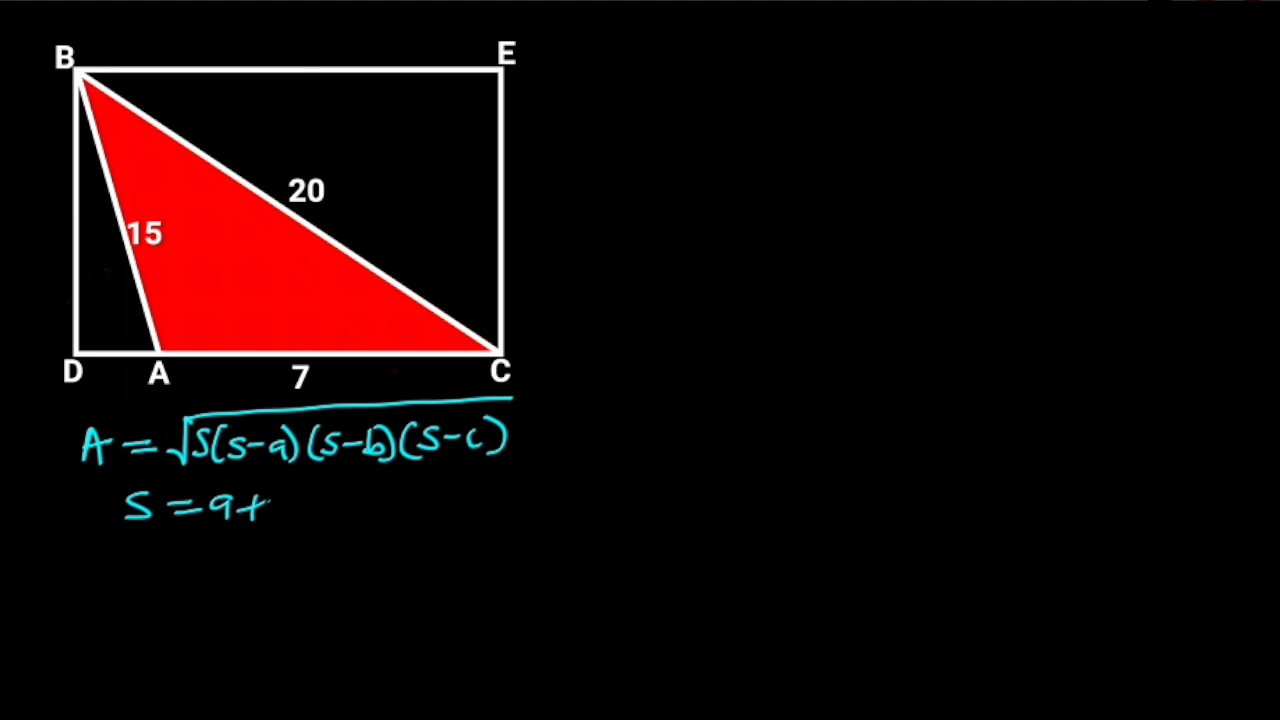 B E
20
15
D A 7 C
A = √S(s-a)(s-b)(s-c)
S = a+